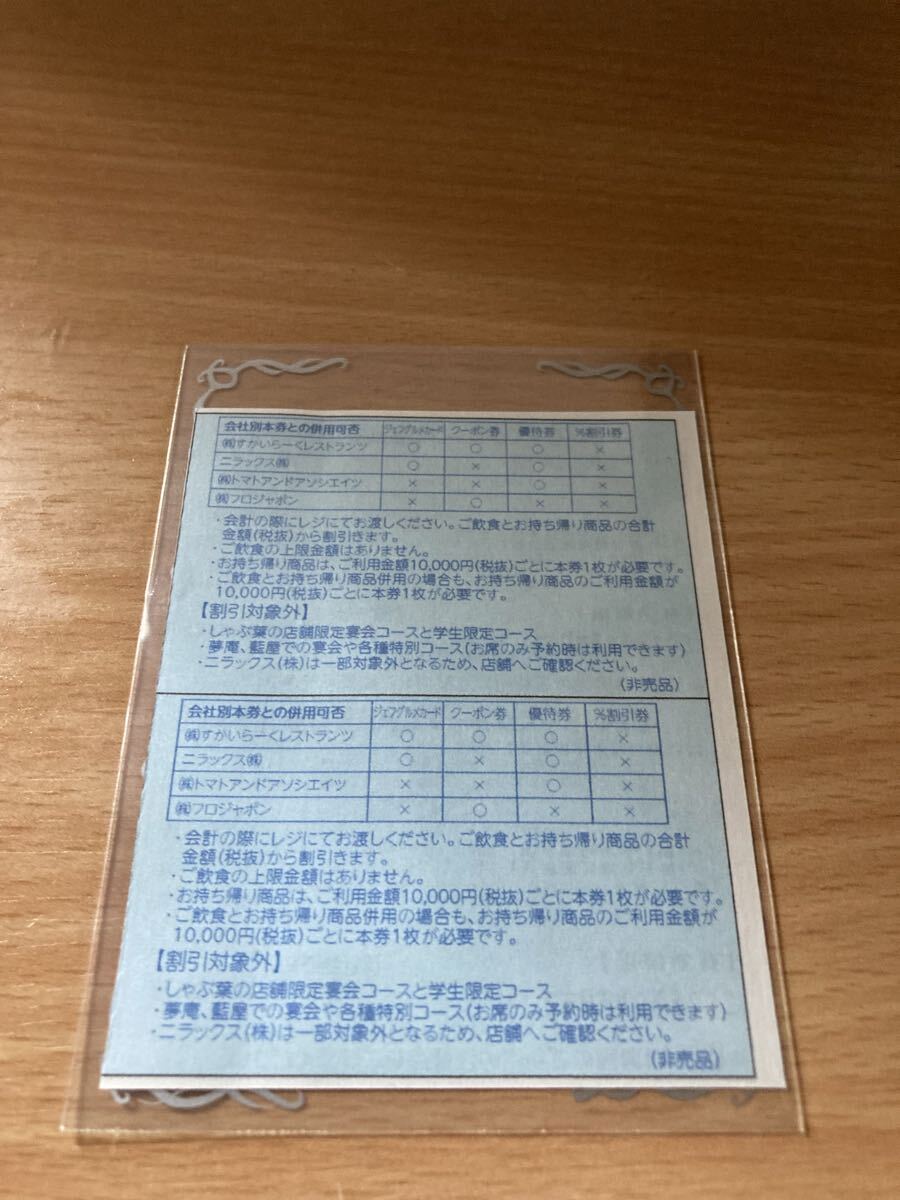 会社別本券との併用可否 ジェフグルメカード クーポン券 優待券 %割引券
㈱すかいらーくレストランツ ○ ○ ○ ×
ニラックス㈱ ○ × ○ ×
㈱トマトアンドアソシエイツ × × ○ ×
㈱フロジャポン × ○ × ×
・会計の際にレジにてお渡しください。ご飲食とお持ち帰り商品の合計
金額(税抜)から割引きます。
・ご飲食の上限金額はありません。
・お持ち帰り商品は、ご利用金額10,000円(税抜)ごとに本券1枚が必要です。
・ご飲食とお持ち帰り商品併用の場合も、お持ち帰り商品のご利用金額が
10,000円(税抜)ごとに本券1枚が必要です。
【割引対象外】
・しゃぶ葉の店舗限定宴会コースと学生限定コース
・夢庵、藍屋での宴会や各種特別コース(お席のみ予約時は利用できます)
・ニラックス(株)は一部対象外となるため、店舗へご確認ください。
(非売品)
会社別本券との併用可否 ジェフグルメカード クーポン券 優待券 %割引券
㈱すかいらーくレストランツ ○ ○ ○ ×
ニラックス㈱ ○ × ○ ×
㈱トマトアンドアソシエイツ × × ○ ×
㈱フロジャポン × ○ × ×
・会計の際にレジにてお渡しください。ご飲食とお持ち帰り商品の合計
金額(税抜)から割引きます。
・ご飲食の上限金額はありません。
・お持ち帰り商品は、ご利用金額10,000円(税抜)ごとに本券1枚が必要です。
・ご飲食とお持ち帰り商品併用の場合も、お持ち帰り商品のご利用金額が
10,000円(税抜)ごとに本券1枚が必要です。
【割引対象外】
・しゃぶ葉の店舗限定宴会コースと学生限定コース
・夢庵、藍屋での宴会や各種特別コース(お席のみ予約時は利用できます)
・ニラックス(株)は一部対象外となるため、店舗へご確認ください。
(非売品)